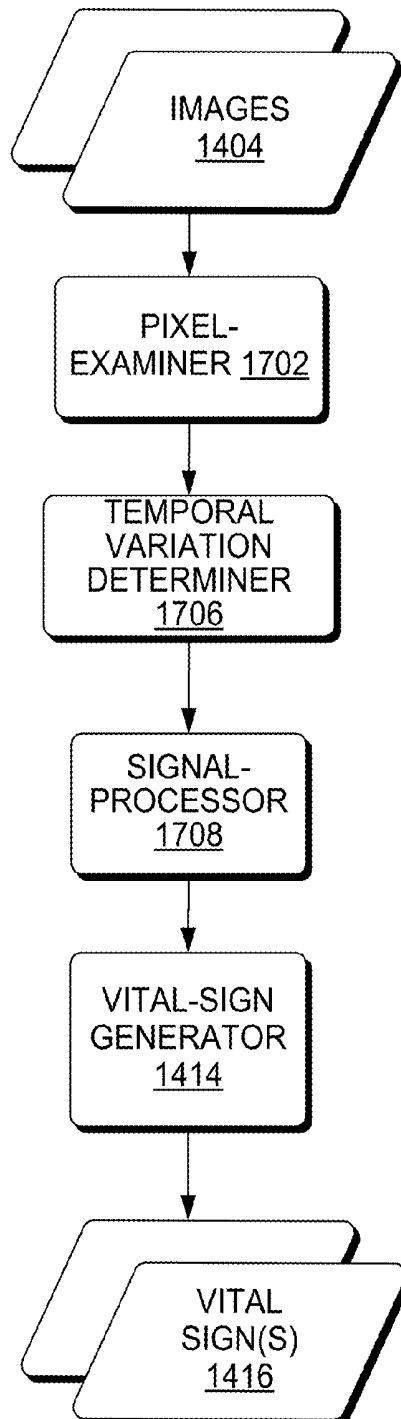 IMAGES
1404
PIXEL-
EXAMINER 1702
TEMPORAL
VARIATION
DETERMINER
1706
SIGNAL-
PROCESSOR
1708
VITAL-SIGN
GENERATOR
1414
VITAL
SIGN(S)
1416